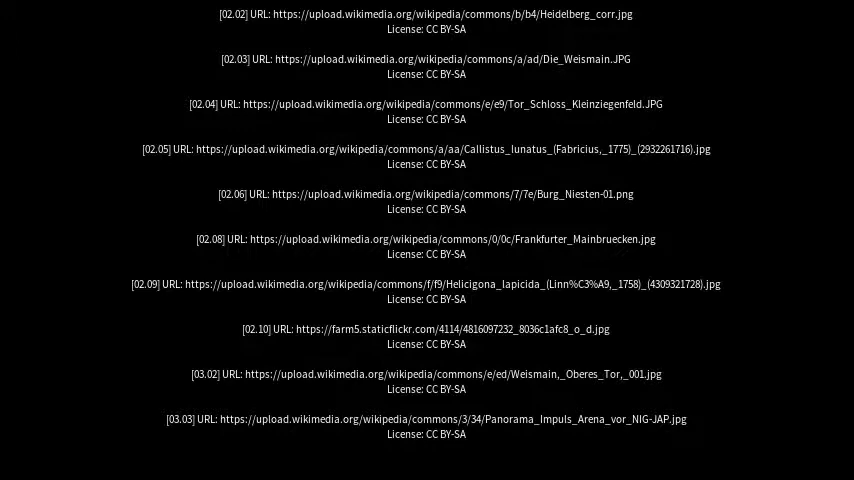 [02.02] URL: https://upload.wikimedia.org/wikipedia/commons/b/b4/Heidelberg_corr.jpg
License: CC BY-SA
[02.03] URL: https://upload.wikimedia.org/wikipedia/commons/a/ad/Die_Weismain.JPG
License: CC BY-SA
[02.04] URL: https://upload.wikimedia.org/wikipedia/commons/e/e9/Tor_Schloss_Kleinziegenfeld.JPG
License: CC BY-SA
[02.05] URL: https://upload.wikimedia.org/wikipedia/commons/a/aa/Callistus_lunatus_(Fabricius,_1775)_(2932261716).jpg
License: CC BY-SA
[02.06] URL: https://upload.wikimedia.org/wikipedia/commons/7/7e/Burg_Niesten-01.png
License: CC BY-SA
[02.08] URL: https://upload.wikimedia.org/wikipedia/commons/0/0c/Frankfurter_Mainbruecken.jpg
License: CC BY-SA
[02.09] URL: https://upload.wikimedia.org/wikipedia/commons/f/f9/Helicigona_lapicida_(Linn%C3%A9,_1758)_(4309321728).jpg
License: CC BY-SA
[02.10] URL: https://farm5.staticflickr.com/4114/4816097232_8036c1afc8_o_d.jpg
License: CC BY-SA
[03.02] URL: https://upload.wikimedia.org/wikipedia/commons/e/ed/Weismain,_Oberes_Tor,_001.jpg
License: CC BY-SA
[03.03] URL: https://upload.wikimedia.org/wikipedia/commons/3/34/Panorama_Impuls_Arena_vor_NIG-JAP.jpg
License: CC BY-SA